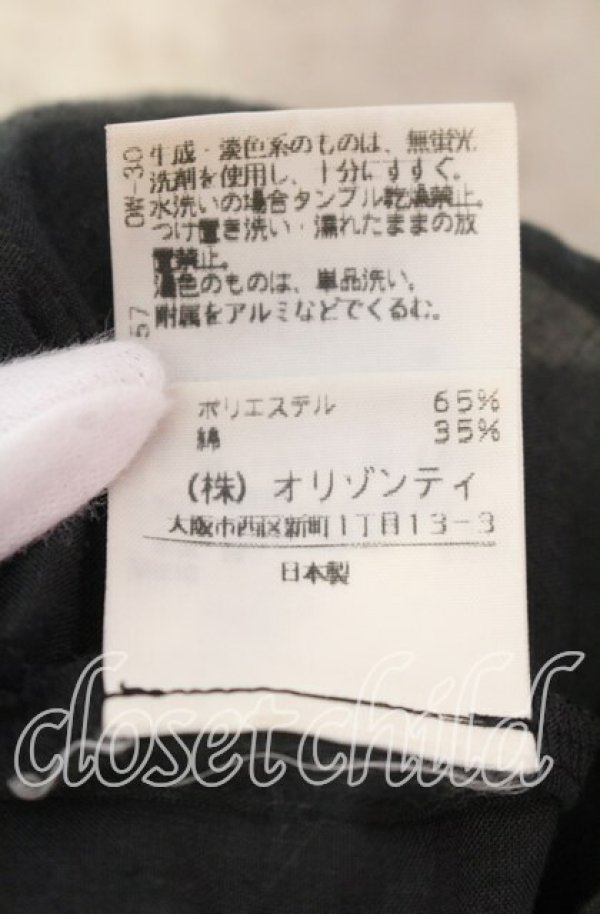 生成・淡色系のものは、無蛍光
洗剤を使用し、十分にすすぐ。
水洗いの場合タンブル乾燥禁止。
つけ置き洗い・濡れたままの放
置禁止。
濃色のものは、単品洗い。
附属をアルミなどでくるむ。
OW-30
57
ポリエステル 65%
綿 35%
(株)オリゾンティ
大阪市西区新町1丁目13-3
日本製
closet child